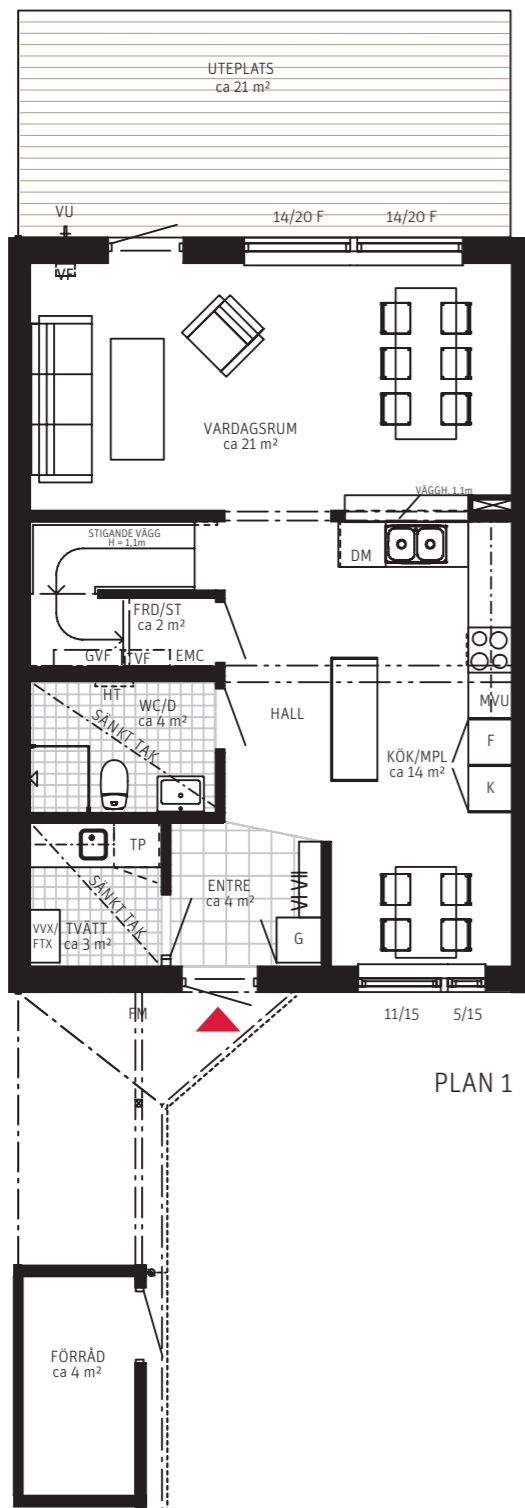 UTEPLATS
ca 21 m²
VU
14/20 F
14/20 F
VF
VARDAGSRUM
ca 21 m²
VÄGGH. 1,1m
STIGANDE VÄGG
H = 1,1m
DM
FRD/ST
ca 2 m²
GVF
TVF
EMC
HT
WC/D
ca 4 m²
SÄNKT TAK
HALL
MVU
KÖK/MPL
ca 14 m²
F
K
TP
SÄNKT TAK
ENTRE
ca 4 m²
VVX/
FTX
TVÄTT
ca 3 m²
G
FM
11/15
5/15
PLAN 1
FÖRRÅD
ca 4 m²